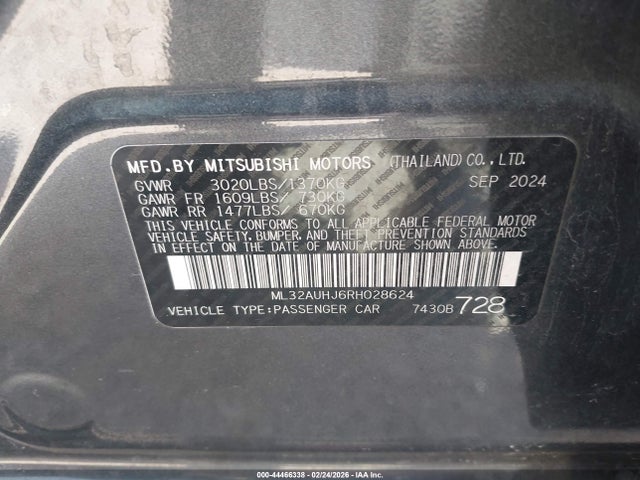 MFD.BY MITSUBISHI MOTORS (THAILAND) CO.,LTD.
GVWR 3020LBS/1370KG SEP 2024
GAWR FR 1609LBS/ 730KG
GAWR RR 1477LBS/ 670KG
THIS VEHICLE CONFORMS TO ALL APPLICABLE FEDERAL MOTOR
VEHICLE SAFETY, BUMPER, AND THEFT PREVENTION STANDARDS
IN EFFECT ON THE DATE OF MANUFACTURE SHOWN ABOVE.
ML32AUHJ6RH028624
VEHICLE TYPE:PASSENGER CAR 7430B 728
000-44466338 - 02/24/2026 - IAA Inc.